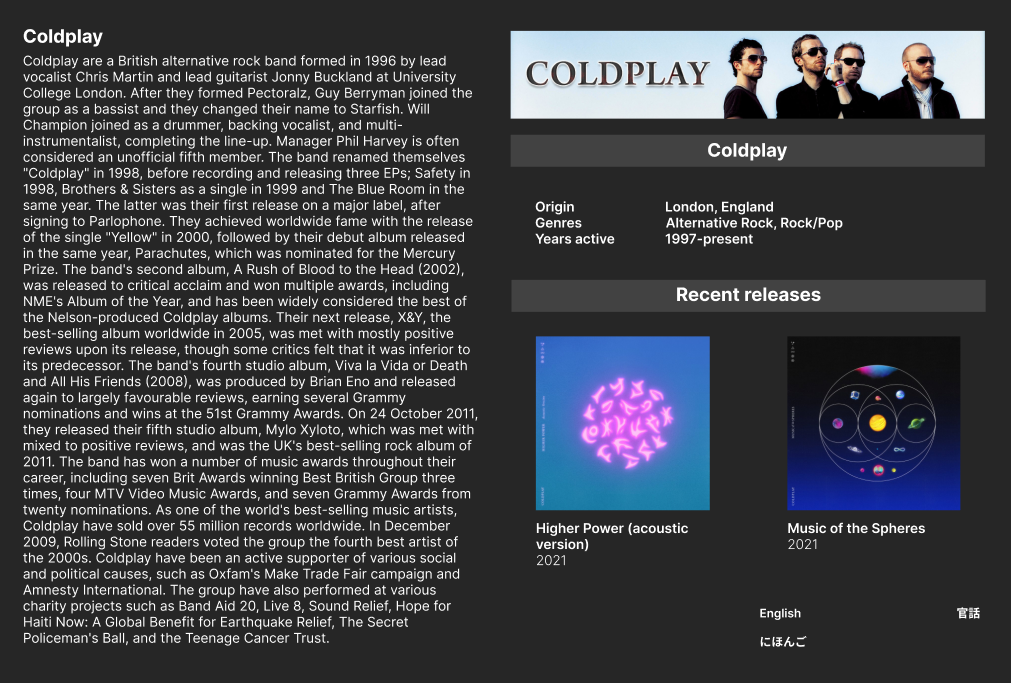 Coldplay
Coldplay are a British alternative rock band formed in 1996 by lead
vocalist Chris Martin and lead guitarist Jonny Buckland at University
College London. After they formed Pectoralz, Guy Berryman joined the
group as a bassist and they changed their name to Starfish. Will
Champion joined as a drummer, backing vocalist, and multi-
instrumentalist, completing the line-up. Manager Phil Harvey is often
considered an unofficial fifth member. The band renamed themselves
"Coldplay" in 1998, before recording and releasing three EPs; Safety in
1998, Brothers & Sisters as a single in 1999 and The Blue Room in the
same year. The latter was their first release on a major label, after
signing to Parlophone. They achieved worldwide fame with the release
of the single "Yellow" in 2000, followed by their debut album released
in the same year, Parachutes, which was nominated for the Mercury
Prize. The band's second album, A Rush of Blood to the Head (2002),
was released to critical acclaim and won multiple awards, including
NME's Album of the Year, and has been widely considered the best of
the Nelson-produced Coldplay albums. Their next release, X&Y, the
best-selling album worldwide in 2005, was met with mostly positive
reviews upon its release, though some critics felt that it was inferior to
its predecessor. The band's fourth studio album, Viva la Vida or Death
and All His Friends (2008), was produced by Brian Eno and released
again to largely favourable reviews, earning several Grammy
nominations and wins at the 51st Grammy Awards. On 24 October 2011,
they released their fifth studio album, Mylo Xyloto, which was met with
mixed to positive reviews, and was the UK's best-selling rock album of
2011. The band has won a number of music awards throughout their
career, including seven Brit Awards winning Best British Group three
times, four MTV Video Music Awards, and seven Grammy Awards from
twenty nominations. As one of the world's best-selling music artists,
Coldplay have sold over 55 million records worldwide. In December
2009, Rolling Stone readers voted the group the fourth best artist of
the 2000s. Coldplay have been an active supporter of various social
and political causes, such as Oxfam's Make Trade Fair campaign and
Amnesty International. The group have also performed at various
charity projects such as Band Aid 20, Live 8, Sound Relief, Hope for
Haiti Now: A Global Benefit for Earthquake Relief, The Secret
Policeman's Ball, and the Teenage Cancer Trust.
COLDPLAY
Coldplay
Origin London, England
Genres Alternative Rock, Rock/Pop
Years active 1997-present
Recent releases
Higher Power (acoustic
version)
2021
Music of the Spheres
2021
English 官話
にほんご